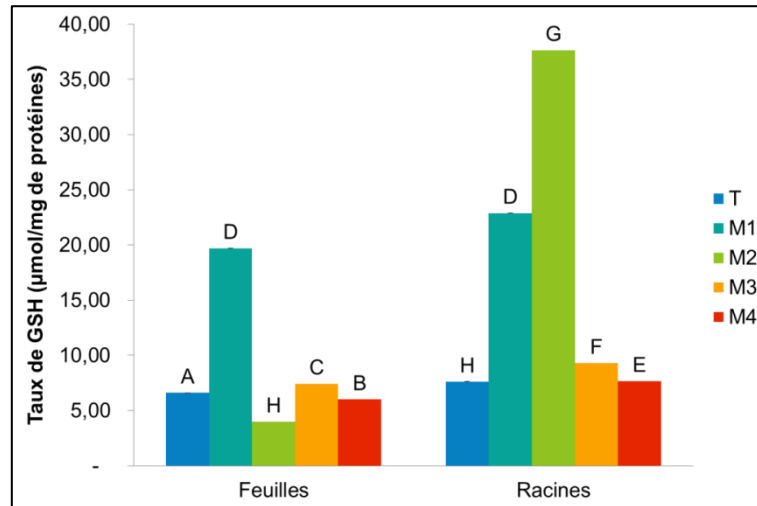 Taux de GSH (µmol/mg de protéines)
40,00
35,00
30,00
25,00
20,00
15,00
10,00
5,00
-
A
D
H
C
B
H
D
G
F
E
Feuilles
Racines
T
M1
M2
M3
M4